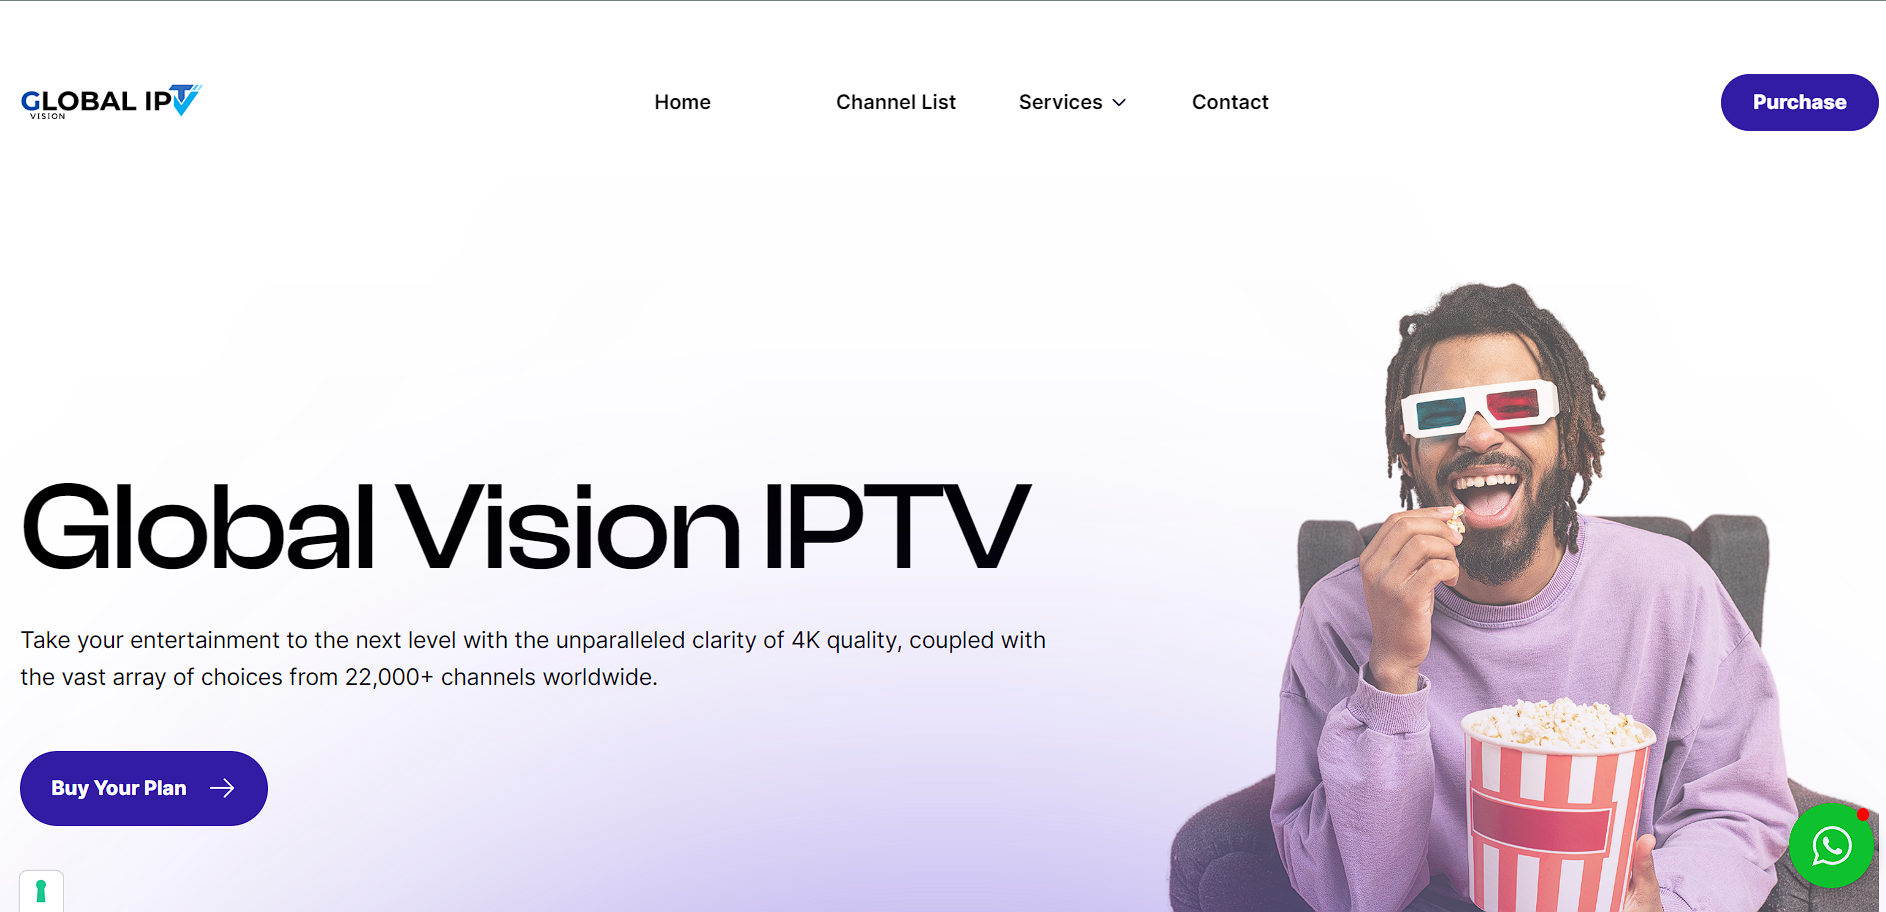 GLOBAL IPTV
VISION
Home
Channel List
Services
Contact
Purchase
Global Vision IPTV
Take your entertainment to the next level with the unparalleled clarity of 4K quality, coupled with
the vast array of choices from 22,000+ channels worldwide.
Buy Your Plan